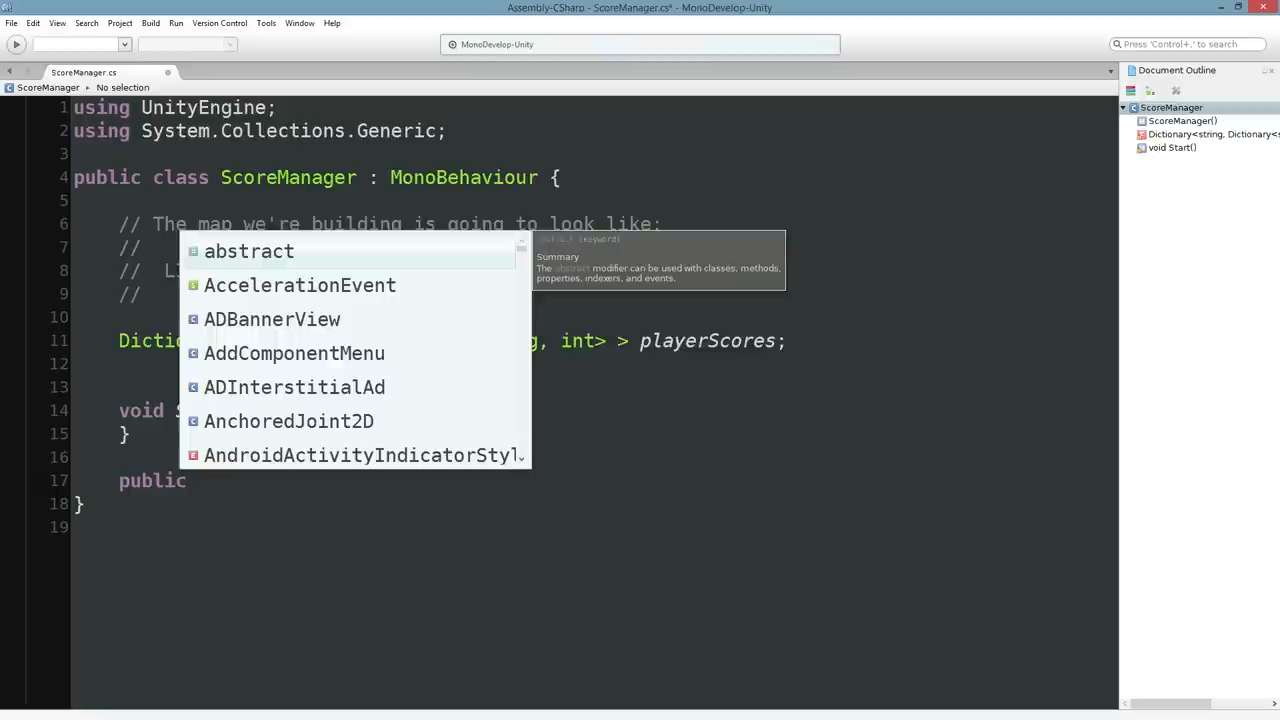 Assembly-CSharp - ScoreManager.cs* - MonoDevelop-Unity
File Edit View Search Project Build Run Version Control Tools Window Help
MonoDevelop-Unity
Press 'Control+,' to search
ScoreManager.cs
Document Outline
ScoreManager ▸ No selection
ScoreManager
ScoreManager()
Dictionary<string, Dictionary<s
void Start()
1 using UnityEngine;
2 using System.Collections.Generic;
3
4 public class ScoreManager : MonoBehaviour {
5
6 // The map we're building is going to look like:
7 //
8 // L
9 //
10
11 Dictio g, int> > playerScores;
12
13
14 void S
15 }
16
17 public
18 }
19
abstract
AccelerationEvent
ADBannerView
AddComponentMenu
ADInterstitialAd
AnchoredJoint2D
AndroidActivityIndicatorStyl
(keyword)
Summary
The abstract modifier can be used with classes, methods,
properties, indexers, and events.